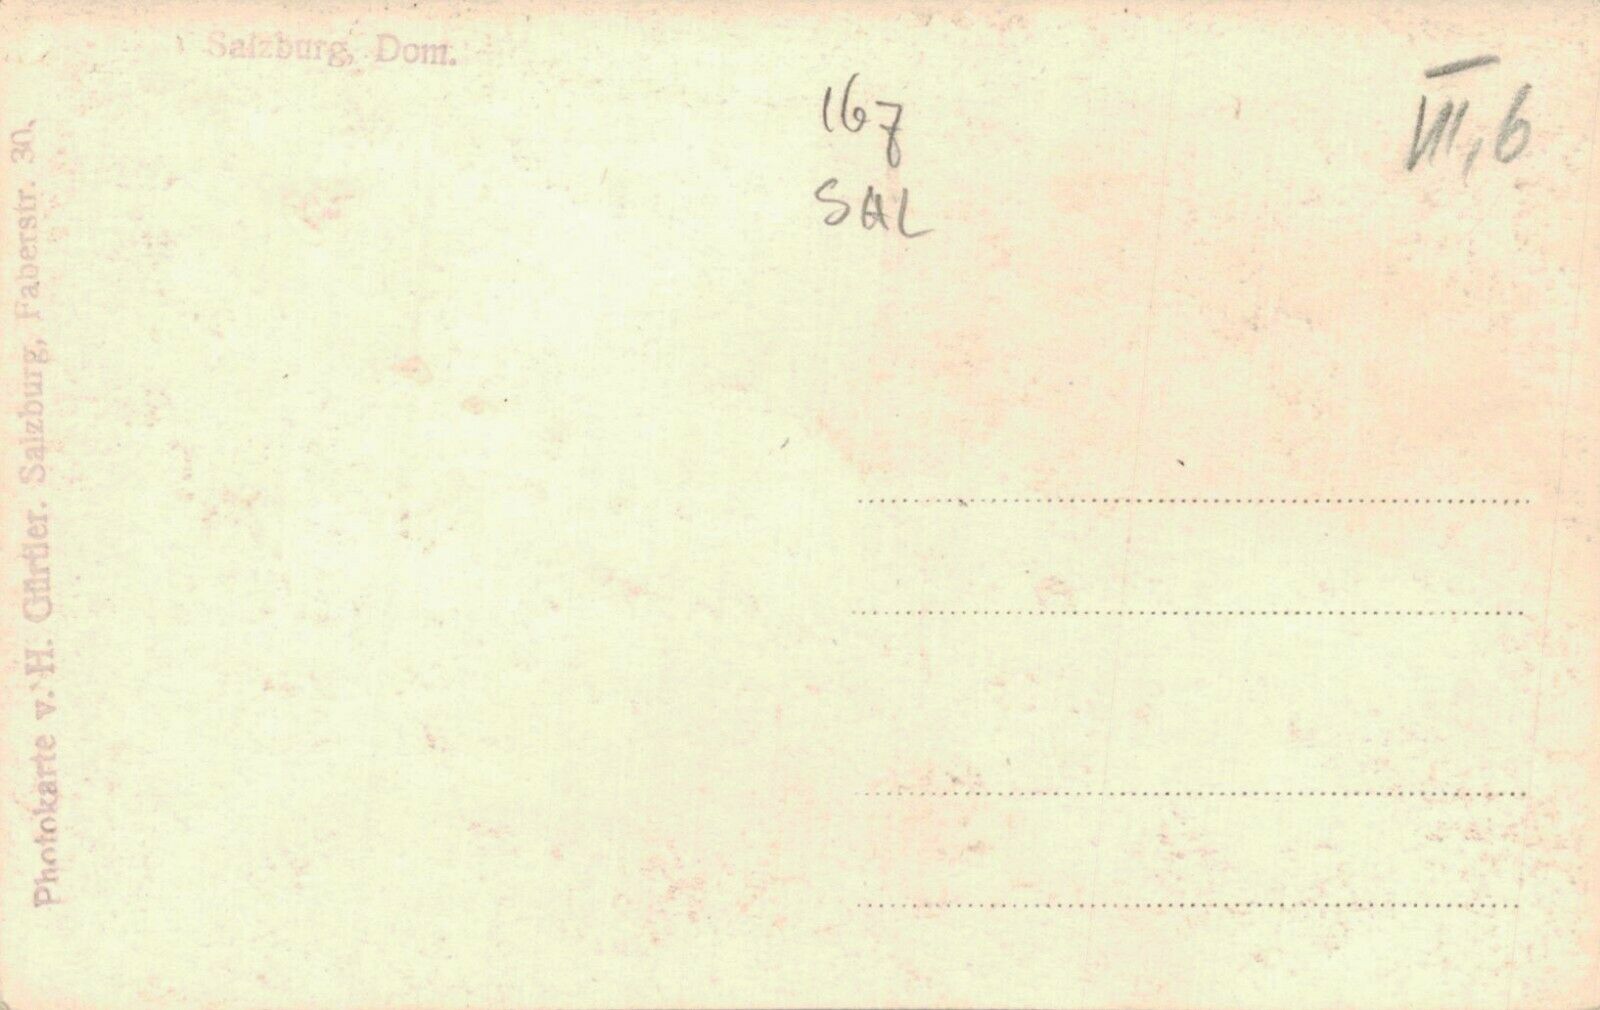 Salzburg, Dom.
167
SAL
VII,6
Photokarte v. H. Gürtler. Salzburg, Faberstr. 30.